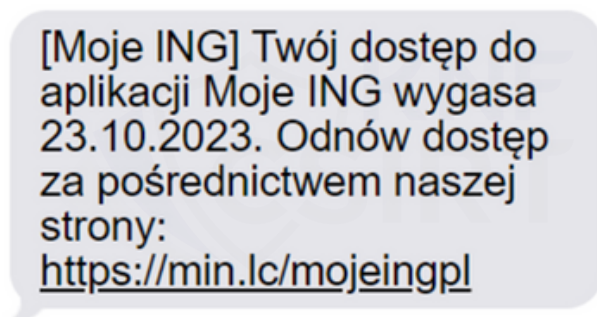 [Moje ING] Twój dostęp do
aplikacji Moje ING wygasa
23.10.2023. Odnów dostęp
za pośrednictwem naszej
strony:
https://min.lc/mojeingpl